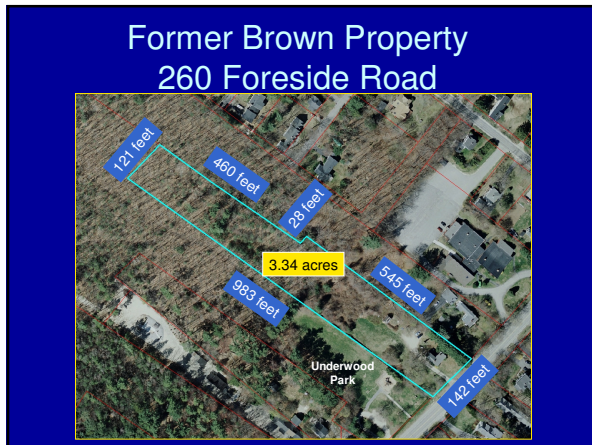 Former Brown Property
260 Foreside Road
121 feet
460 feet
28 feet
3.34 acres
545 feet
983 feet
Underwood
Park
142 feet